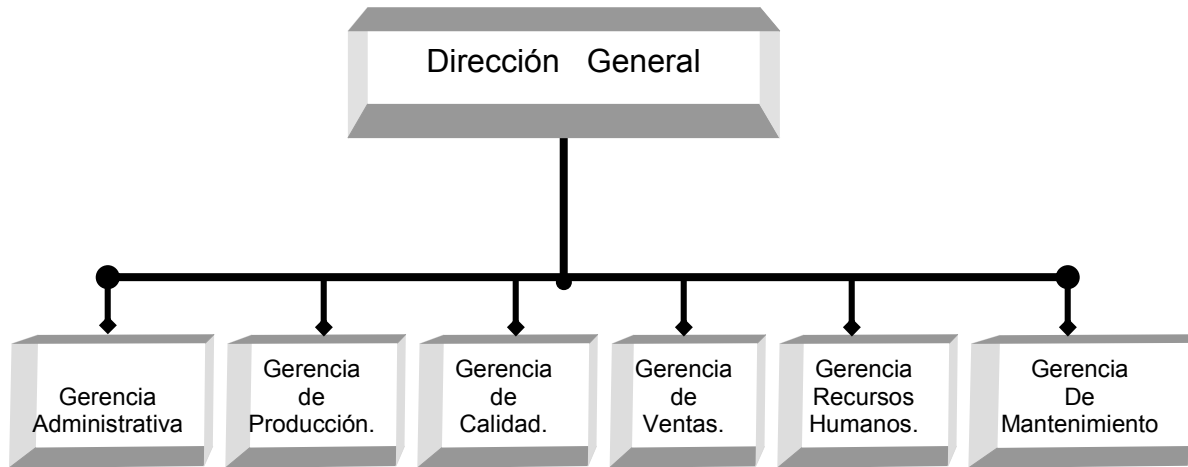 Dirección General
Gerencia
Administrativa
Gerencia
de
Producción.
Gerencia
de
Calidad.
Gerencia
de
Ventas.
Gerencia
Recursos
Humanos.
Gerencia
De
Mantenimiento